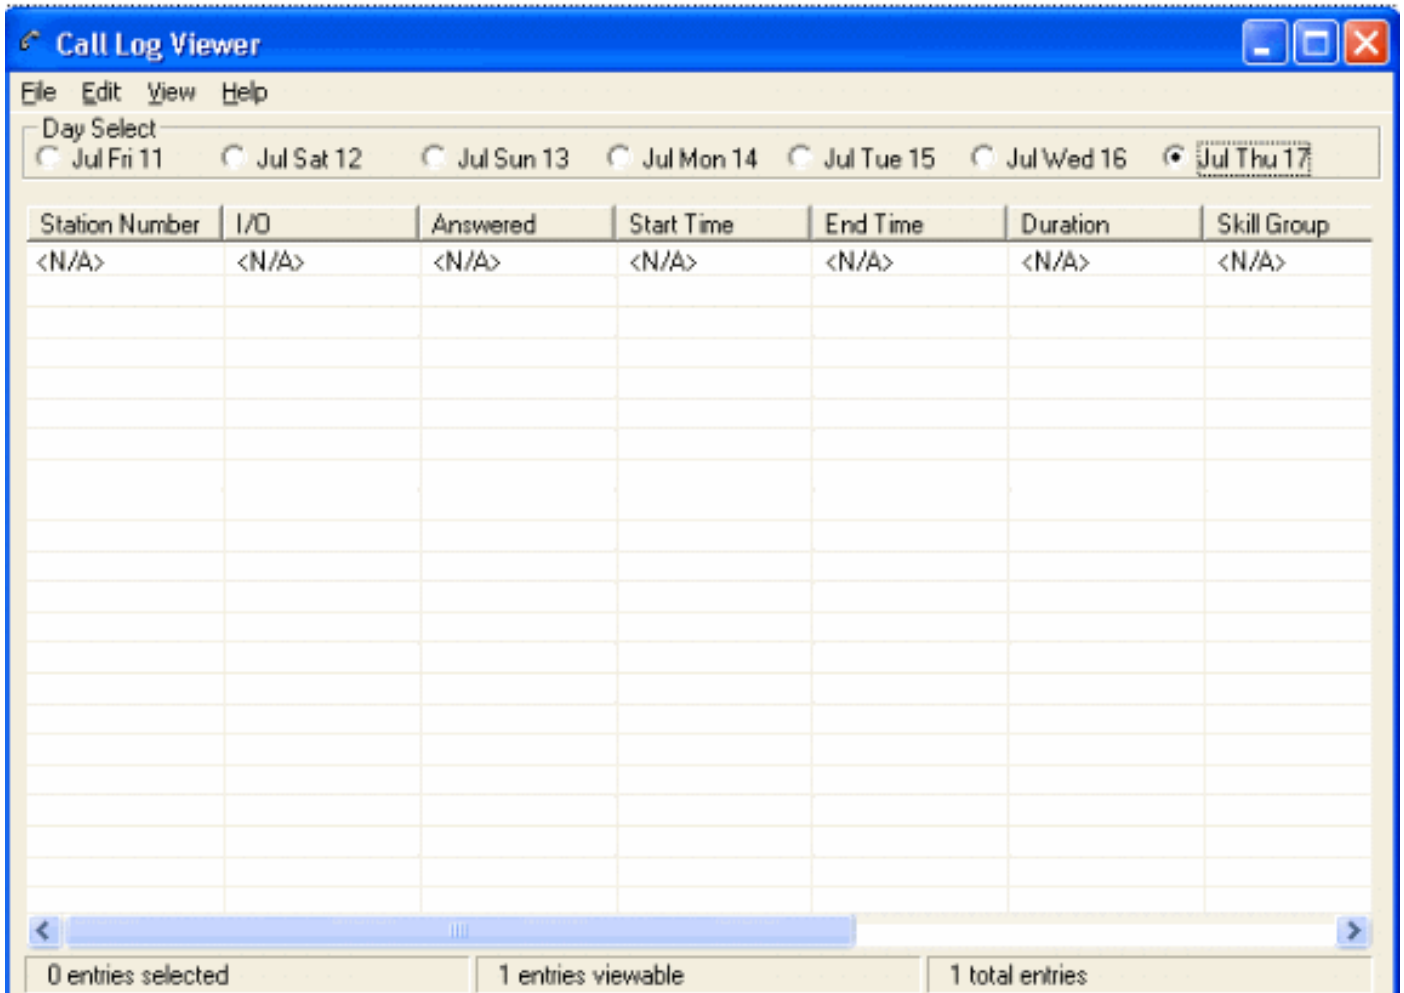 Call Log Viewer
File Edit View Help
Day Select
Jul Fri 11 Jul Sat 12 Jul Sun 13 Jul Mon 14 Jul Tue 15 Jul Wed 16 Jul Thu 17
Station Number I/O Answered Start Time End Time Duration Skill Group
<N/A> <N/A> <N/A> <N/A> <N/A> <N/A> <N/A>
0 entries selected 1 entries viewable 1 total entries